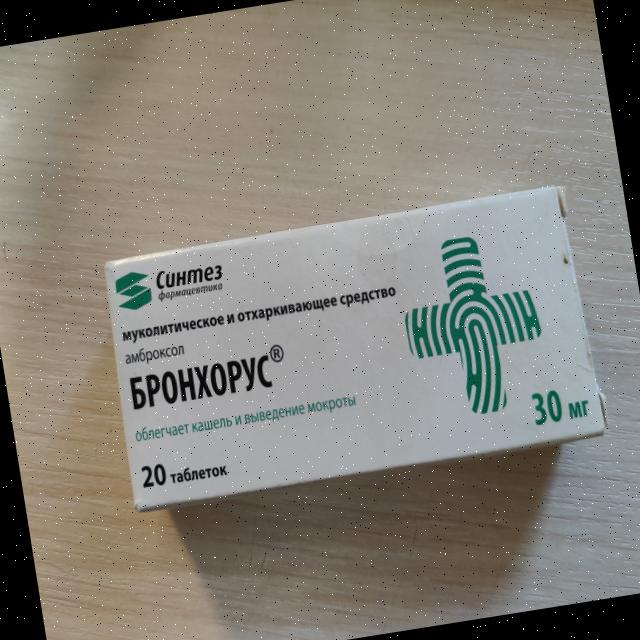 Синтез
фармацевтика
муколитическое и отхаркивающее средство
амброксол
БРОНХОРУС®
облегчает кашель и выведение мокроты
20 таблеток
30 мг